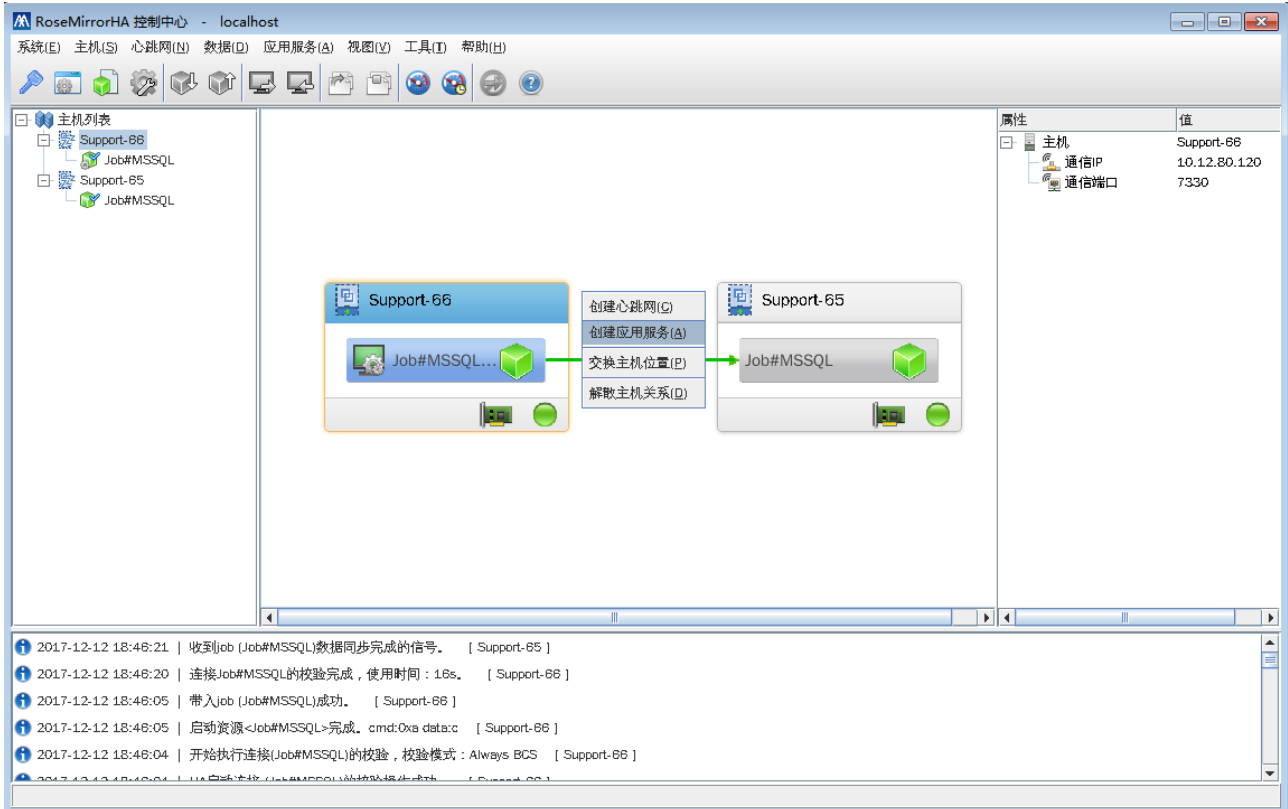 RoseMirrorHA 控制中心 - localhost
系统(E) 主机(S) 心跳网(N) 数据(D) 应用服务(A) 视图(V) 工具(T) 帮助(H)
主机列表
Support-66
Job#MSSQL
Support-65
Job#MSSQL
Support-66
Job#MSSQL...
创建心跳网(C)
创建应用服务(A)
交换主机位置(P)
解散主机关系(D)
Support-65
Job#MSSQL
属性 值
主机 Support-66
通信IP 10.12.80.120
通信端口 7330
2017-12-12 18:46:21 | 收到job (Job#MSSQL)数据同步完成的信号。 [ Support-65 ]
2017-12-12 18:46:20 | 连接Job#MSSQL的校验完成，使用时间：16s。 [ Support-66 ]
2017-12-12 18:46:05 | 带入job (Job#MSSQL)成功。 [ Support-66 ]
2017-12-12 18:46:05 | 启动资源<Job#MSSQL>完成。cmd:0xa data:c [ Support-66 ]
2017-12-12 18:46:04 | 开始执行连接(Job#MSSQL)的校验，校验模式：Always BCS [ Support-66 ]